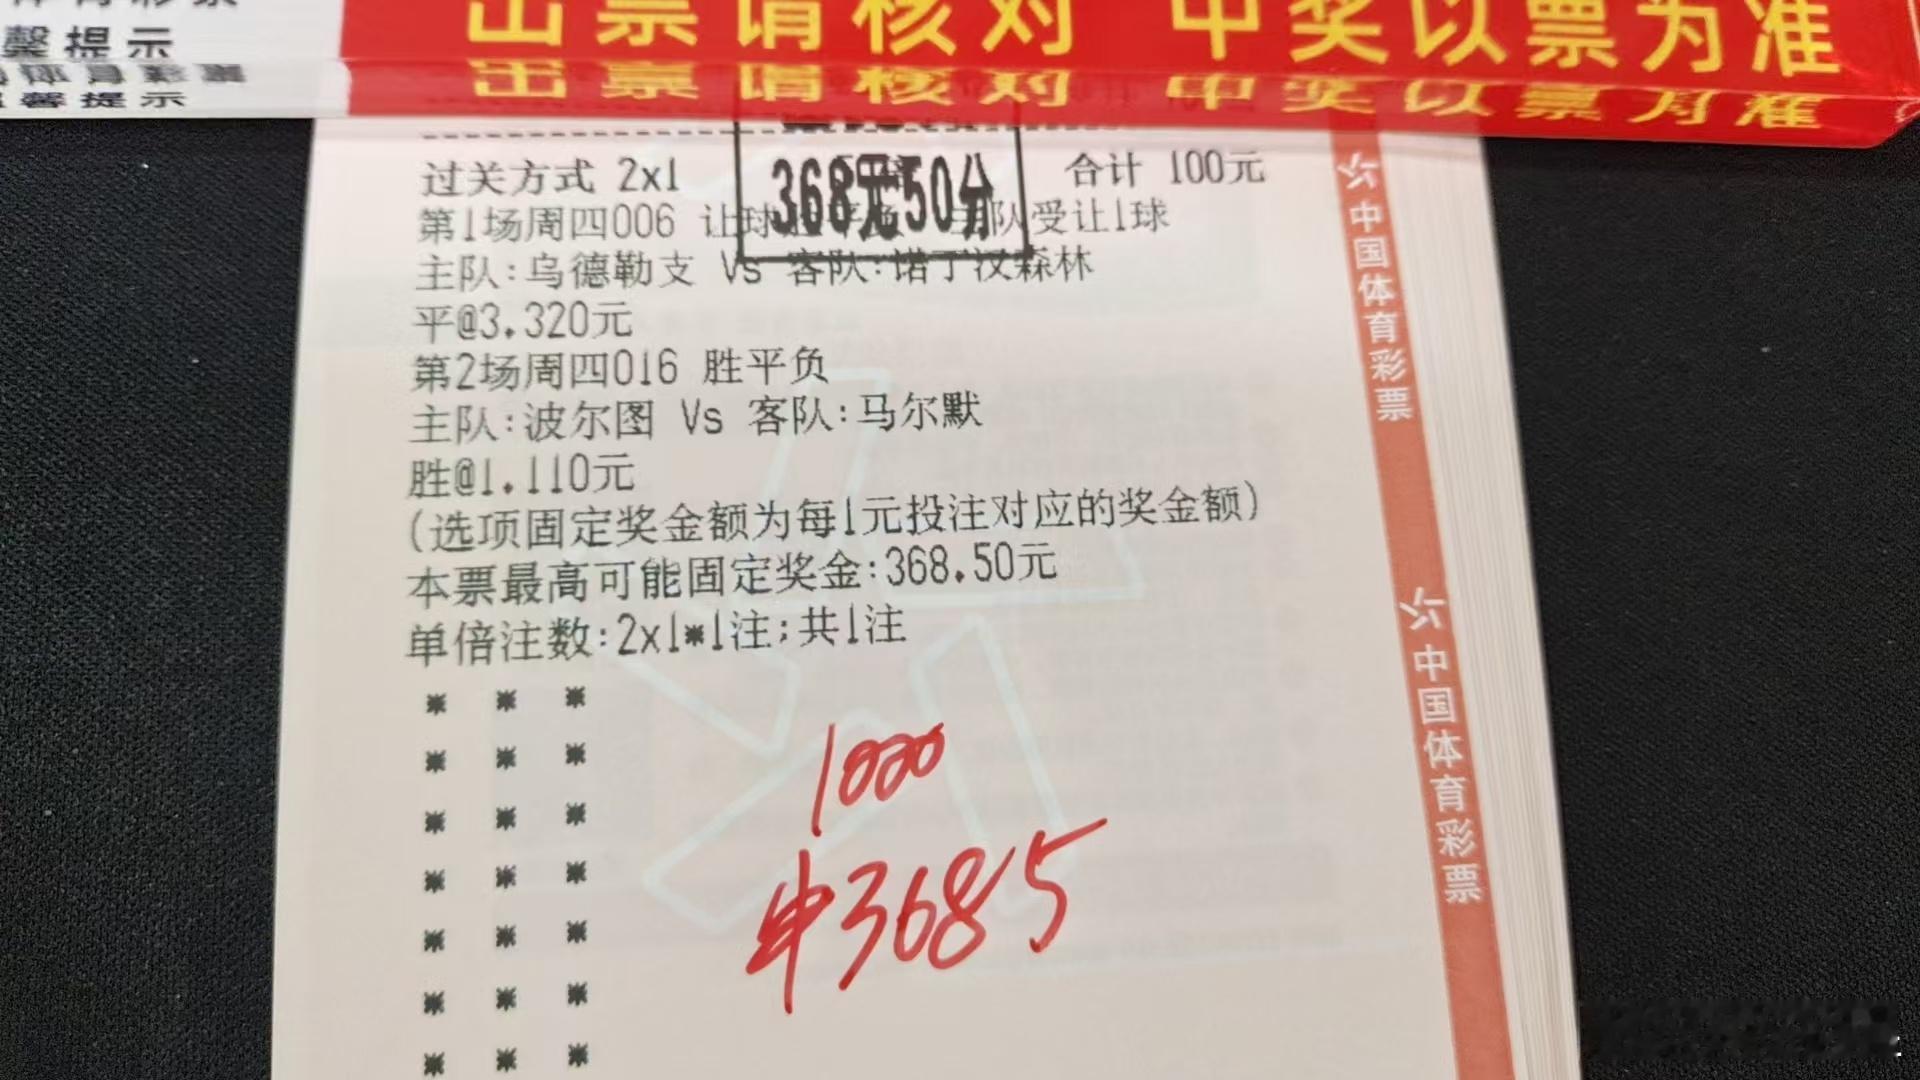 出票请核对 中奖以票为准
馨提示
出票请核对 中奖以票为准
馨提示
过关方式 2x1 合计 100元
368元50分
第1场周四006 让球 主队受让1球
主队:乌德勒支 Vs 客队:诺丁汉森林
平@3.320元
第2场周四016 胜平负
主队:波尔图 Vs 客队:马尔默
胜@1.110元
(选项固定奖金额为每1元投注对应的奖金额)
本票最高可能固定奖金:368.50元
单倍注数:2x1*1注;共1注
1000
中3685
中国体育彩票
中国体育彩票